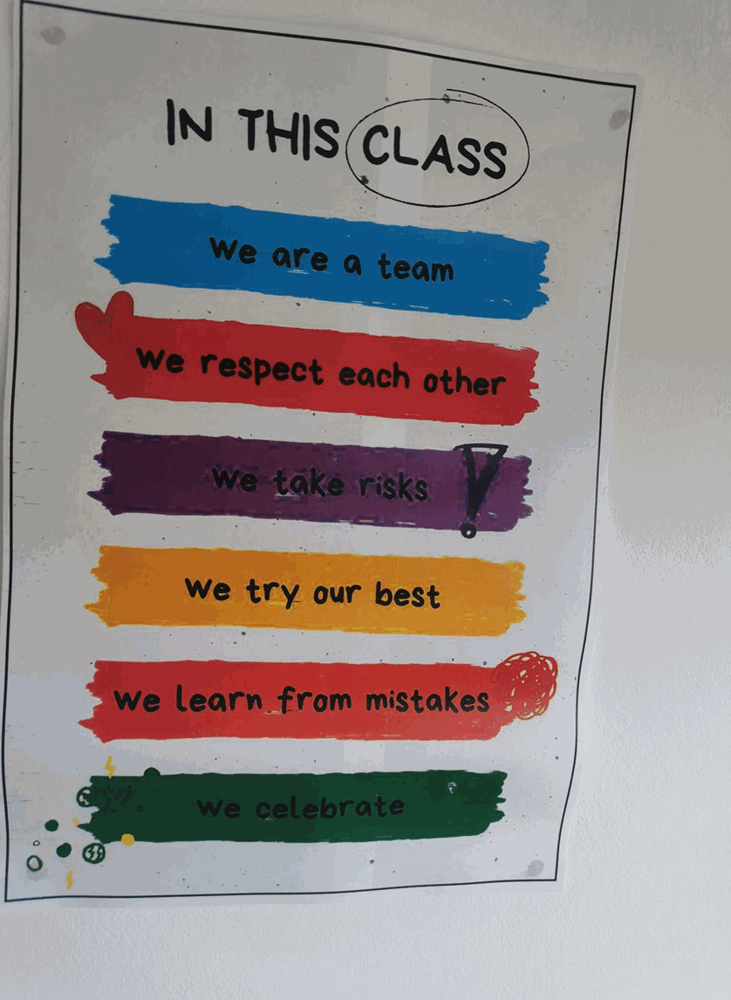 IN THIS CLASS
we are a team
we respect each other
we take risks
we try our best
we learn from mistakes
we celebrate